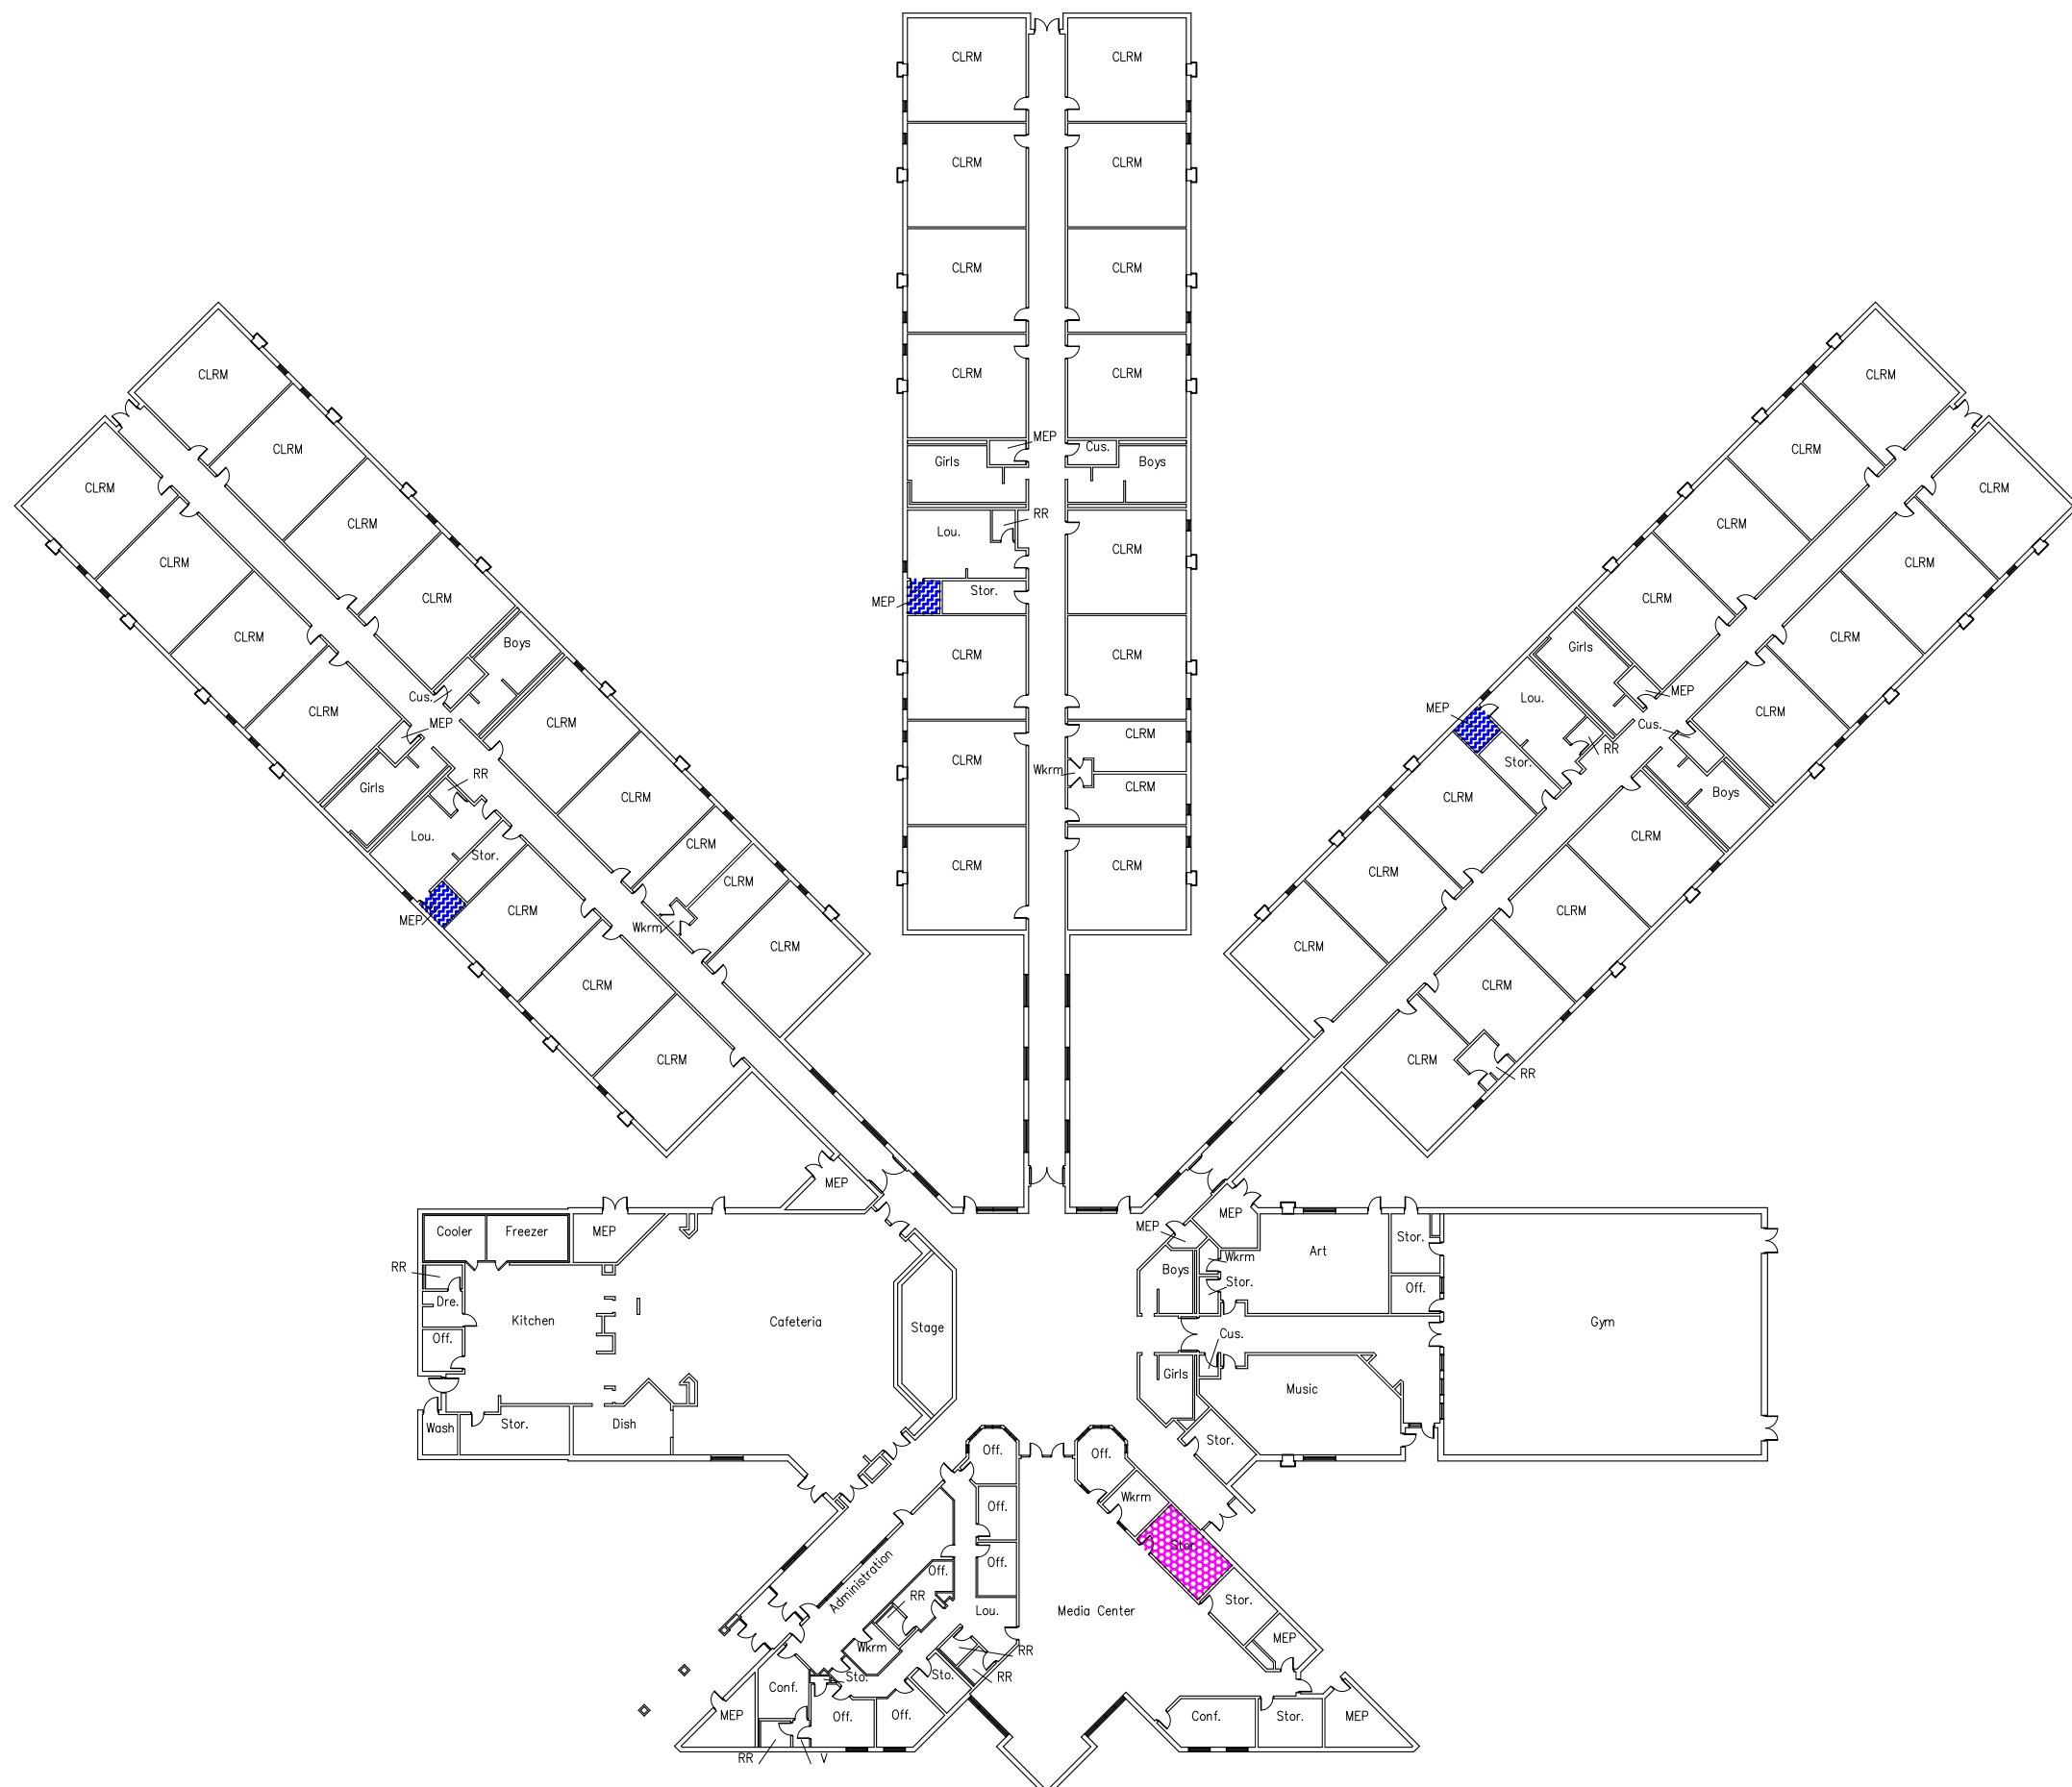 CLRM CLRM
CLRM CLRM
CLRM CLRM
CLRM CLRM
MEP Cus.
Girls Boys
RR
Lou. CLRM
MEP Stor.
CLRM CLRM
CLRM
CLRM Wkrm
CLRM
CLRM CLRM
CLRM
CLRM
CLRM
CLRM
CLRM
CLRM
CLRM
CLRM
Boys
Cus.
MEP
Girls
RR
Lou.
Stor.
MEP
CLRM
CLRM
CLRM
CLRM
Wkrm
CLRM
CLRM
CLRM
CLRM
CLRM
CLRM
CLRM
CLRM
CLRM
CLRM
CLRM
CLRM
Girls
MEP
Lou.
MEP
Cus.
RR
Stor.
Boys
CLRM
CLRM
CLRM
CLRM
CLRM
CLRM
CLRM
RR
MEP
Cooler Freezer MEP
RR
Dre.
Off.
Kitchen
Cafeteria
Stage
Wash Stor. Dish
MEP
MEP
Boys
Wkrm
Stor.
Art
Stor.
Off.
Gym
Cus.
Girls
Music
Stor.
Off.
Off.
Off.
Off.
RR
Lou.
Administration
Wkrm
Sto.
Sto.
RR
RR
Conf.
MEP
Off.
Off.
RR
V
Off.
Wkrm
Stor.
Stor.
MEP
Media Center
Conf.
Stor.
MEP